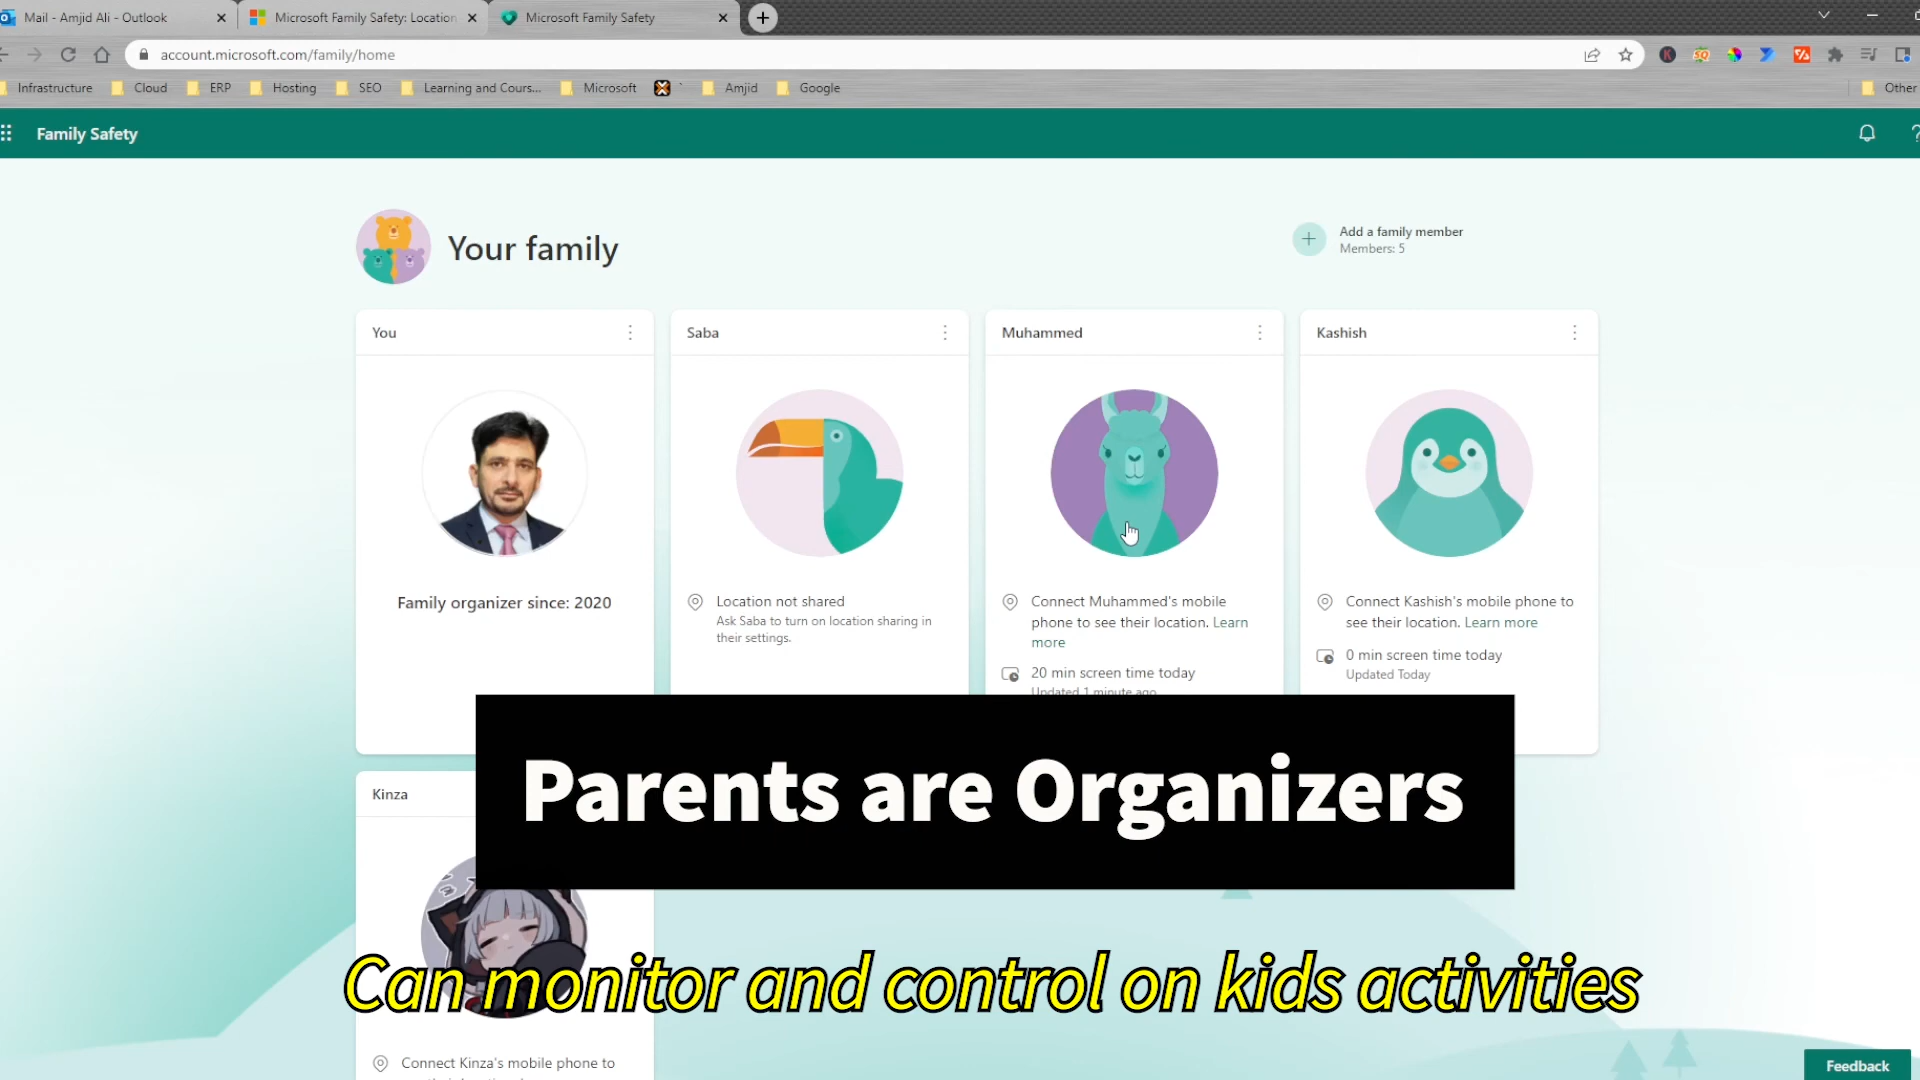 Mail - Amjid Ali - Outlook
Microsoft Family Safety: Location
Microsoft Family Safety
account.microsoft.com/family/home
Infrastructure
Cloud
ERP
Hosting
SEO
Learning and Cours...
Microsoft
Amjid
Google
Other
Family Safety
Your family
Add a family member
Members: 5
You
Saba
Muhammed
Kashish
Family organizer since: 2020
Location not shared
Ask Saba to turn on location sharing in
their settings.
Connect Muhammed's mobile
phone to see their location. Learn
more
20 min screen time today
Updated 1 minute ago
Connect Kashish's mobile phone to
see their location. Learn more
0 min screen time today
Updated Today
Parents are Organizers
Kinza
Can monitor and control on kids activities
Connect Kinza's mobile phone to
Feedback